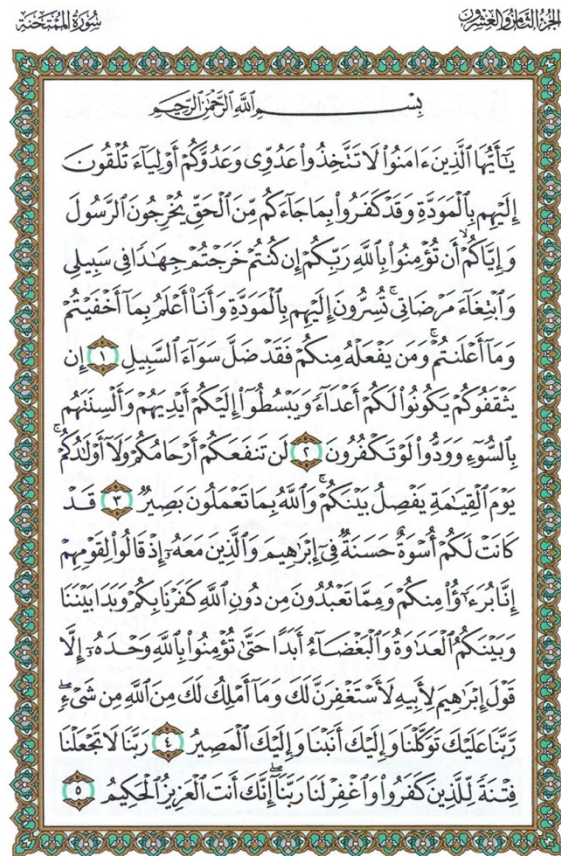 الجزء الثامن والعشرون
سورة الممتحنة
بِسْمِ اللَّهِ الرَّحْمَٰنِ الرَّحِيمِ
يَٰٓأَيُّهَا ٱلَّذِينَ ءَامَنُوا۟ لَا تَتَّخِذُوا۟ عَدُوِّى وَعَدُوَّكُمْ أَوْلِيَآءَ تُلْقُونَ
إِلَيْهِم بِٱلْمَوَدَّةِ وَقَدْ كَفَرُوا۟ بِمَا جَآءَكُم مِّنَ ٱلْحَقِّ يُخْرِجُونَ ٱلرَّسُولَ
وَإِيَّاكُمْ ۙ أَن تُؤْمِنُوا۟ بِٱللَّهِ رَبِّكُمْ إِن كُنتُمْ خَرَجْتُمْ جِهَٰدًا فِى سَبِيلِى
وَٱبْتِغَآءَ مَرْضَاتِى ۚ تُسِرُّونَ إِلَيْهِم بِٱلْمَوَدَّةِ وَأَنَا۠ أَعْلَمُ بِمَآ أَخْفَيْتُمْ
وَمَآ أَعْلَنتُمْ ۚ وَمَن يَفْعَلْهُ مِنكُمْ فَقَدْ ضَلَّ سَوَآءَ ٱلسَّبِيلِ ١ إِن
يَثْقَفُوكُمْ يَكُونُوا۟ لَكُمْ أَعْدَآءً وَيَبْسُطُوٓا۟ إِلَيْكُمْ أَيْدِيَهُمْ وَأَلْسِنَتَهُم
بِٱلسُّوٓءِ وَوَدُّوا۟ لَوْ تَكْفُرُونَ ٢ لَن تَنفَعَكُمْ أَرْحَامُكُمْ وَلَآ أَوْلَٰدُكُمْ ۚ
يَوْمَ ٱلْقِيَٰمَةِ يَفْصِلُ بَيْنَكُمْ ۚ وَٱللَّهُ بِمَا تَعْمَلُونَ بَصِيرٌ ٣ قَدْ
كَانَتْ لَكُمْ أُسْوَةٌ حَسَنَةٌ فِىٓ إِبْرَٰهِيمَ وَٱلَّذِينَ مَعَهُۥٓ إِذْ قَالُوا۟ لِقَوْمِهِمْ
إِنَّا بُرَءَٰٓؤُا۟ مِنكُمْ وَمِمَّا تَعْبُدُونَ مِن دُونِ ٱللَّهِ كَفَرْنَا بِكُمْ وَبَدَا بَيْنَنَا
وَبَيْنَكُمُ ٱلْعَدَٰوَةُ وَٱلْبَغْضَآءُ أَبَدًا حَتَّىٰ تُؤْمِنُوا۟ بِٱللَّهِ وَحْدَهُۥٓ إِلَّا
قَوْلَ إِبْرَٰهِيمَ لِأَبِيهِ لَأَسْتَغْفِرَنَّ لَكَ وَمَآ أَمْلِكُ لَكَ مِنَ ٱللَّهِ مِن شَىْءٍ ۖ
رَّبَّنَا عَلَيْكَ تَوَكَّلْنَا وَإِلَيْكَ أَنَبْنَا وَإِلَيْكَ ٱلْمَصِيرُ ٤ رَبَّنَا لَا تَجْعَلْنَا
فِتْنَةً لِّلَّذِينَ كَفَرُوا۟ وَٱغْفِرْ لَنَا رَبَّنَآ ۖ إِنَّكَ أَنتَ ٱلْعَزِيزُ ٱلْحَكِيمُ ٥